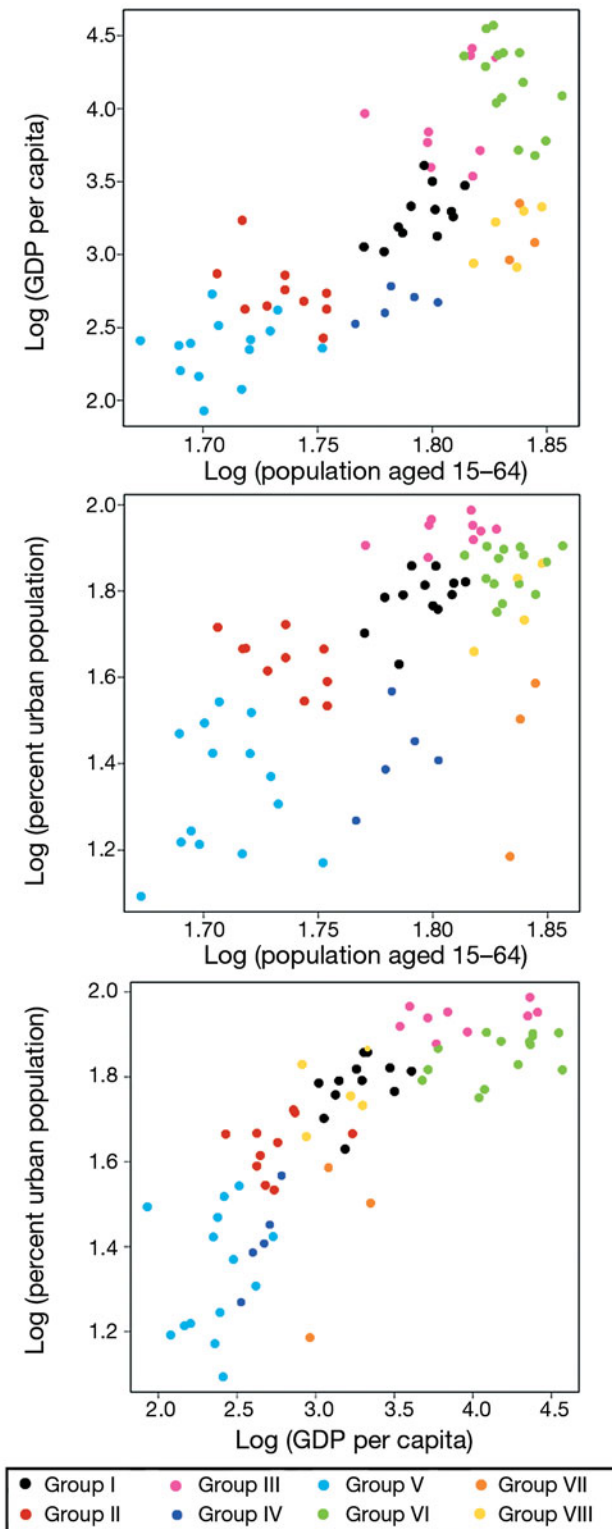 4.5
4.0
3.5
3.0
2.5
2.0
Log (GDP per capita)
1.70 1.75 1.80 1.85
Log (population aged 15–64)
2.0
1.8
1.6
1.4
1.2
Log (percent urban population)
1.70 1.75 1.80 1.85
Log (population aged 15–64)
2.0
1.8
1.6
1.4
1.2
Log (percent urban population)
2.0 2.5 3.0 3.5 4.0 4.5
Log (GDP per capita)
Group I Group III Group V Group VII
Group II Group IV Group VI Group VIII